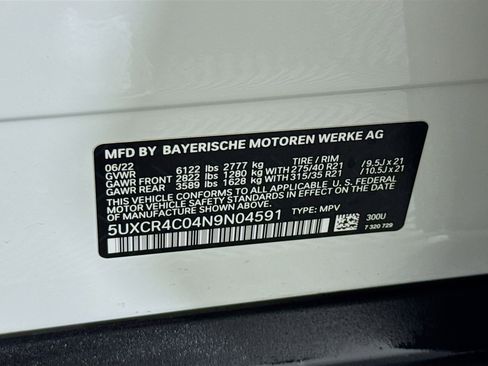 MFD BY BAYERISCHE MOTOREN WERKE AG
06/22 TIRE / RIM
GVWR 6122 lbs 2777 kg
GAWR FRONT 2822 lbs 1280 kg WITH 275/40 R21 / 9.5J x 21
GAWR REAR 3589 lbs 1628 kg WITH 315/35 R21 / 10.5J x 21
THIS VEHICLE CONFORMS TO ALL APPLICABLE U.S. FEDERAL
MOTOR VEHICLE SAFETY STANDARDS IN EFFECT ON THE DATE
OF MANUFACTURE SHOWN ABOVE.
5UXCR4C04N9N04591 TYPE: MPV 300U
7 320 729